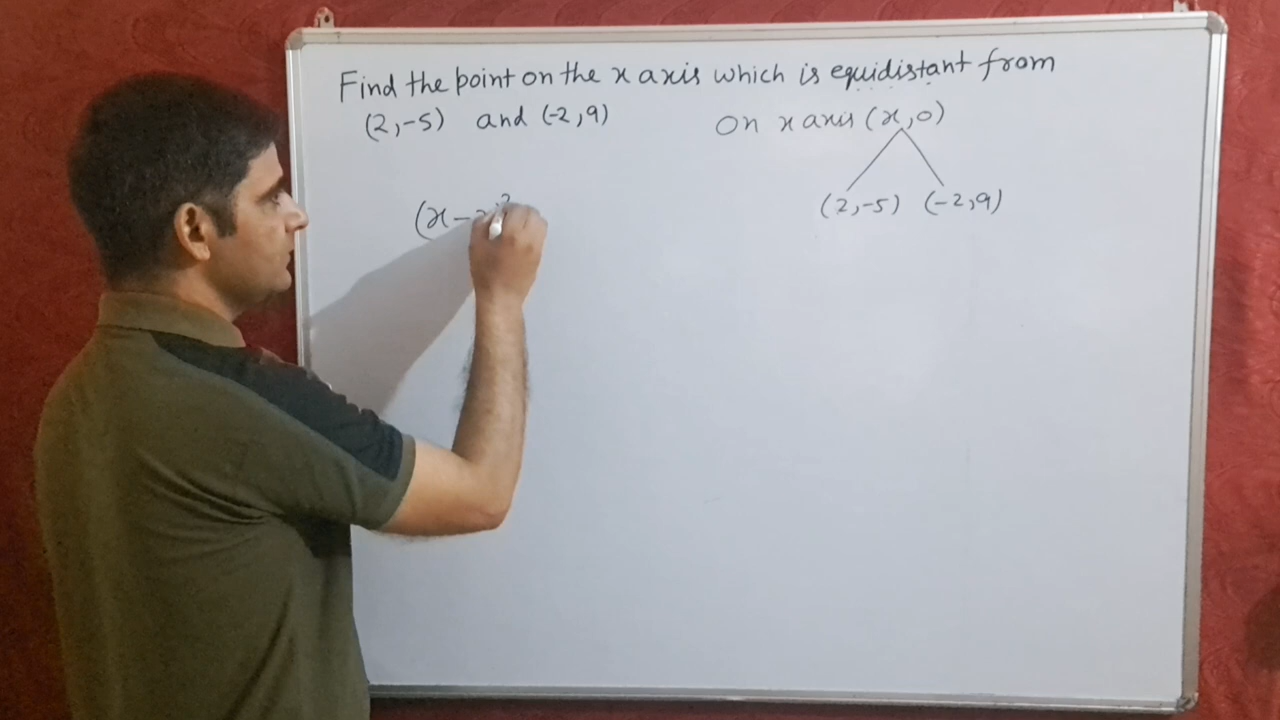 Find the point on the x axis which is equidistant from
(2,-5) and (-2,9)
On x axis (x,0)
(2,-5) (-2,9)
(x-